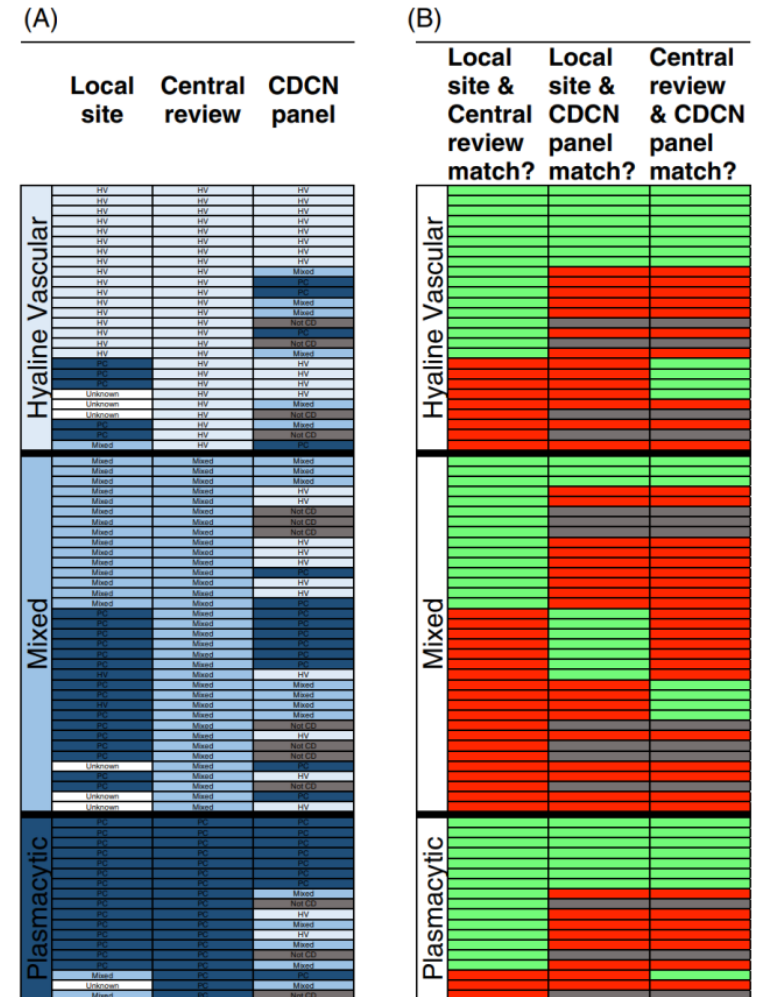 (A)
Local site
Central review
CDCN panel
Hyaline Vascular
HV HV HV
HV HV HV
HV HV HV
HV HV HV
HV HV HV
HV HV HV
HV HV HV
HV HV HV
HV HV Mixed
HV HV PC
HV HV PC
HV HV Mixed
HV HV Mixed
HV HV Not CD
HV HV PC
HV HV Not CD
HV HV Mixed
PC HV HV
PC HV HV
PC HV HV
Unknown HV HV
Unknown HV Mixed
Unknown HV Not CD
PC HV Mixed
PC HV Not CD
Mixed HV PC
Mixed
Mixed Mixed Mixed
Mixed Mixed Mixed
Mixed Mixed Mixed
Mixed Mixed HV
Mixed Mixed HV
Mixed Mixed Not CD
Mixed Mixed Not CD
Mixed Mixed Not CD
Mixed Mixed HV
Mixed Mixed HV
Mixed Mixed HV
Mixed Mixed PC
Mixed Mixed HV
Mixed Mixed HV
Mixed Mixed PC
PC Mixed PC
PC Mixed PC
PC Mixed PC
PC Mixed PC
PC Mixed PC
PC Mixed PC
HV Mixed HV
PC Mixed Mixed
PC Mixed Mixed
HV Mixed Mixed
PC Mixed Mixed
PC Mixed Not CD
PC Mixed HV
PC Mixed Not CD
PC Mixed Not CD
Unknown Mixed PC
PC Mixed HV
PC Mixed Not CD
Unknown Mixed PC
Unknown Mixed HV
Plasmacytic
PC PC PC
PC PC PC
PC PC PC
PC PC PC
PC PC PC
PC PC PC
PC PC PC
PC PC Mixed
PC PC Not CD
PC PC HV
PC PC Mixed
PC PC HV
PC PC Mixed
PC PC Not CD
PC PC Mixed
Mixed PC PC
Unknown PC Mixed
Mixed PC Not CD
(B)
Local site & Central review match?
Local site & CDCN panel match?
Central review & CDCN panel match?
Hyaline Vascular
Mixed
Plasmacytic